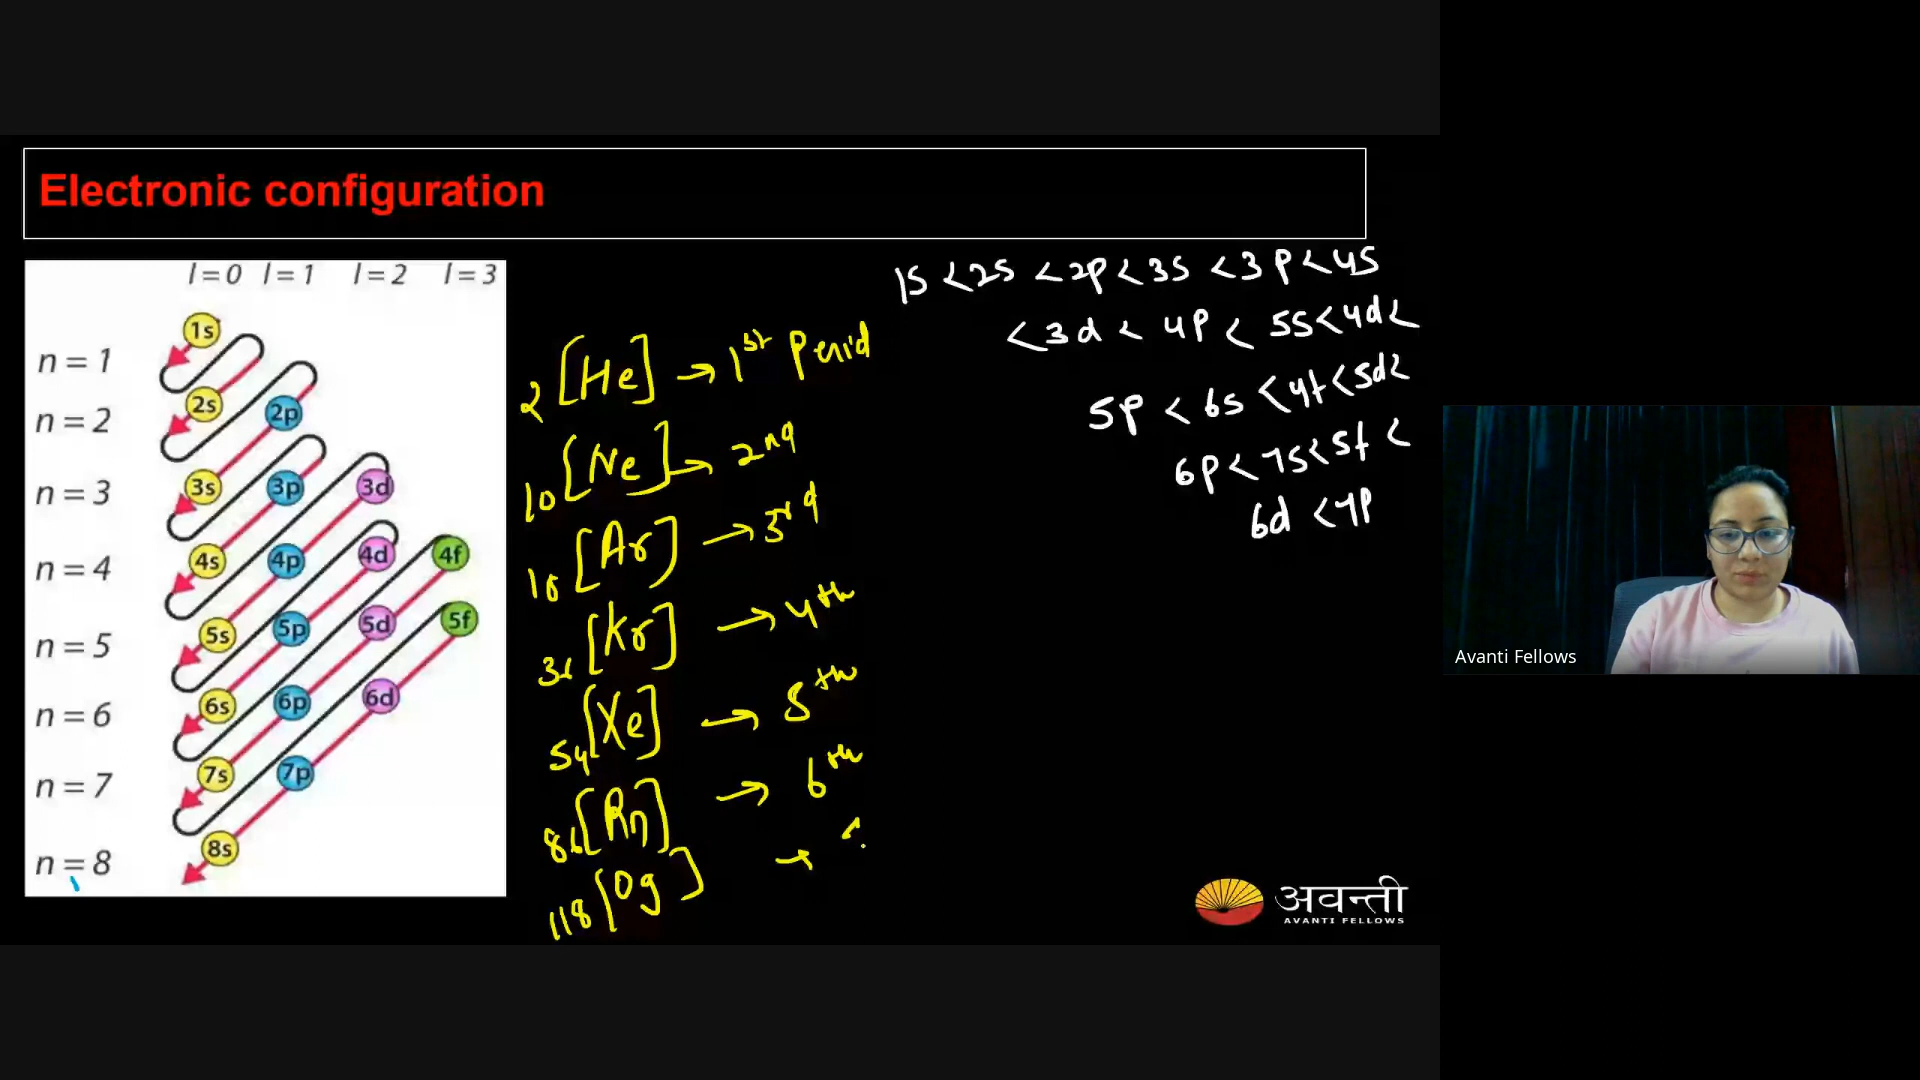 Electronic configuration
l = 0 l = 1 l = 2 l = 3
1s
n = 1
2s 2p
n = 2
3s 3p 3d
n = 3
4s 4p 4d 4f
n = 4
5s 5p 5d 5f
n = 5
6s 6p 6d
n = 6
7s 7p
n = 7
8s
n = 8
2 [He] → 1st Period
10 [Ne] → 2nd
18 [Ar] → 3rd
36 [Kr] → 4th
54 [Xe] → 5th
86 [Rn] → 6th
118 [Og] →
1s < 2s < 2p < 3s < 3p < 4s
< 3d < 4p < 5s < 4d <
5p < 6s < 4f < 5d <
6p < 7s < 5f <
6d < 7p
Avanti Fellows
अवन्ती
AVANTI FELLOWS